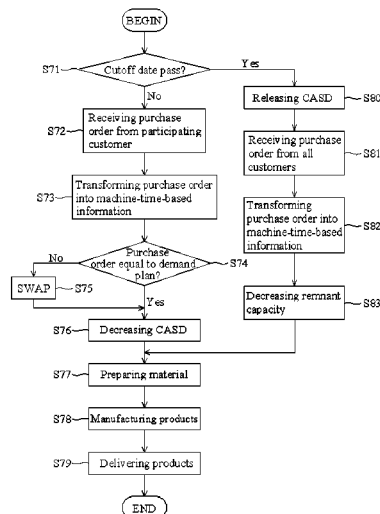 BEGIN
S71
Cutoff date pass?
Yes
No
Releasing CASD
S80
S72
Receiving purchase
order from participating
customer
Receiving purchase
order from all
customers
S81
S73
Transforming purchase order
into machine-time-based
information
Transforming
purchase order into
machine-time-based
information
S82
No
Purchase
order equal to demand
plan?
S74
SWAP
S75
Yes
Decreasing remnant
capacity
S83
S76
Decreasing CASD
S77
Preparing material
S78
Manufacturing products
S79
Delivering products
END